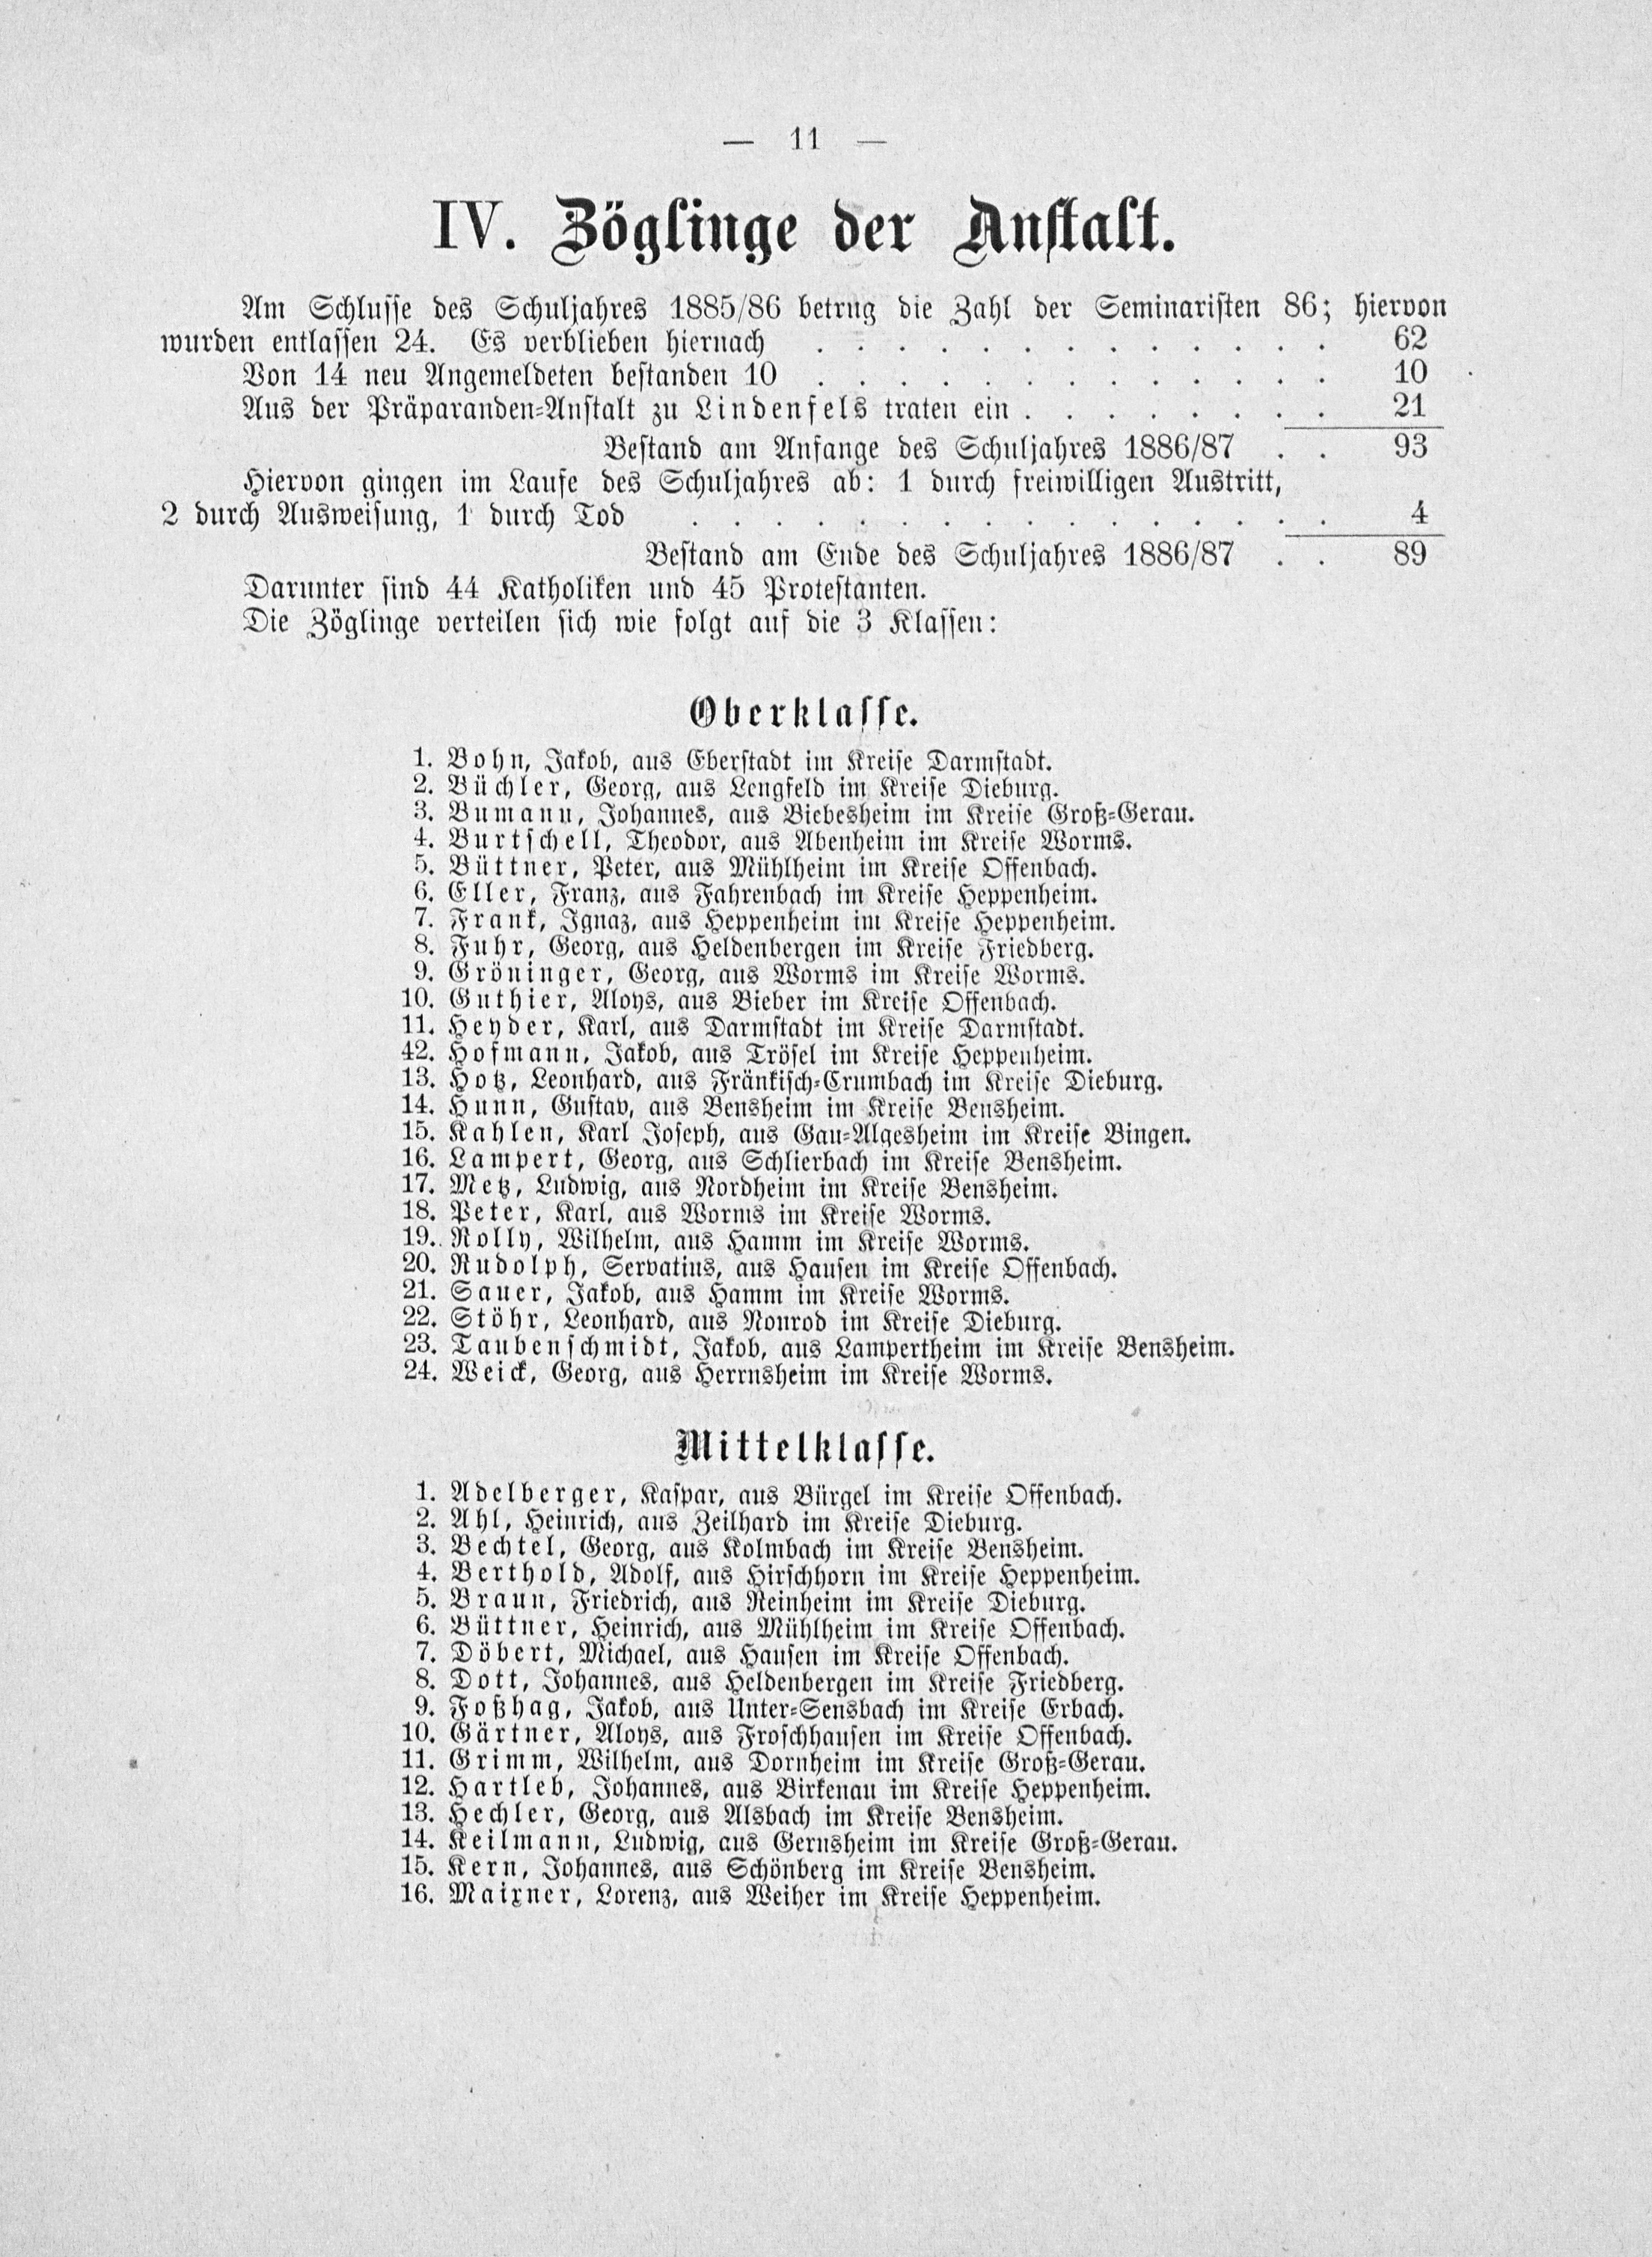 — 11 —
IV. Zöglinge der Anstalt.
Am Schlusse des Schuljahres 1885/86 betrug die Zahl der Seminaristen 86; hiervon
wurden entlassen 24. Es verblieben hiernach . . . . . . . . . . . . . 62
Von 14 neu Angemeldeten bestanden 10 . . . . . . . . . . . . . 10
Aus der Präparanden-Anstalt zu Lindenfels traten ein . . . . . . . . 21
Bestand am Anfange des Schuljahres 1886/87 . . 93
Hiervon gingen im Laufe des Schuljahres ab: 1 durch freiwilligen Austritt,
2 durch Ausweisung, 1 durch Tod . . . . . . . . . . . . . . . . 4
Bestand am Ende des Schuljahres 1886/87 . . 89
Darunter sind 44 Katholiken und 45 Protestanten.
Die Zöglinge verteilen sich wie folgt auf die 3 Klassen:
Oberklasse.
1. Bohn, Jakob, aus Eberstadt im Kreise Darmstadt.
2. Büchler, Georg, aus Lengfeld im Kreise Dieburg.
3. Bumann, Johannes, aus Biebesheim im Kreise Groß-Gerau.
4. Burtschell, Theodor, aus Abenheim im Kreise Worms.
5. Büttner, Peter, aus Mühlheim im Kreise Offenbach.
6. Eller, Franz, aus Fahrenbach im Kreise Heppenheim.
7. Frank, Ignaz, aus Heppenheim im Kreise Heppenheim.
8. Fuhr, Georg, aus Heldenbergen im Kreise Friedberg.
9. Gröninger, Georg, aus Worms im Kreise Worms.
10. Guthier, Aloys, aus Bieber im Kreise Offenbach.
11. Heyder, Karl, aus Darmstadt im Kreise Darmstadt.
42. Hofmann, Jakob, aus Trösel im Kreise Heppenheim.
13. Hotz, Leonhard, aus Fränkisch-Crumbach im Kreise Dieburg.
14. Hunn, Gustav, aus Bensheim im Kreise Bensheim.
15. Kahlen, Karl Joseph, aus Gau-Algesheim im Kreise Bingen.
16. Lampert, Georg, aus Schlierbach im Kreise Bensheim.
17. Metz, Ludwig, aus Nordheim im Kreise Bensheim.
18. Peter, Karl, aus Worms im Kreise Worms.
19. Nolly, Wilhelm, aus Hamm im Kreise Worms.
20. Rudolph, Servatius, aus Hausen im Kreise Offenbach.
21. Sauer, Jakob, aus Hamm im Kreise Worms.
22. Stöhr, Leonhard, aus Nonrod im Kreise Dieburg.
23. Taubenschmidt, Jakob, aus Lampertheim im Kreise Bensheim.
24. Weick, Georg, aus Herrnsheim im Kreise Worms.
Mittelklasse.
1. Adelberger, Kaspar, aus Bürgel im Kreise Offenbach.
2. Ahl, Heinrich, aus Zeilhard im Kreise Dieburg.
3. Bechtel, Georg, aus Kolmbach im Kreise Bensheim.
4. Berthold, Adolf, aus Hirschhorn im Kreise Heppenheim.
5. Braun, Friedrich, aus Reinheim im Kreise Dieburg.
6. Büttner, Heinrich, aus Mühlheim im Kreise Offenbach.
7. Döbert, Michael, aus Hausen im Kreise Offenbach.
8. Dott, Johannes, aus Heldenbergen im Kreise Friedberg.
9. Foßhag, Jakob, aus Unter-Sensbach im Kreise Erbach.
10. Gärtner, Aloys, aus Froschhausen im Kreise Offenbach.
11. Grimm, Wilhelm, aus Dornheim im Kreise Groß-Gerau.
12. Hartleb, Johannes, aus Birkenau im Kreise Heppenheim.
13. Hechler, Georg, aus Alsbach im Kreise Bensheim.
14. Keilmann, Ludwig, aus Gernsheim im Kreise Groß-Gerau.
15. Kern, Johannes, aus Schönberg im Kreise Bensheim.
16. Maixner, Lorenz, aus Weiher im Kreise Heppenheim.